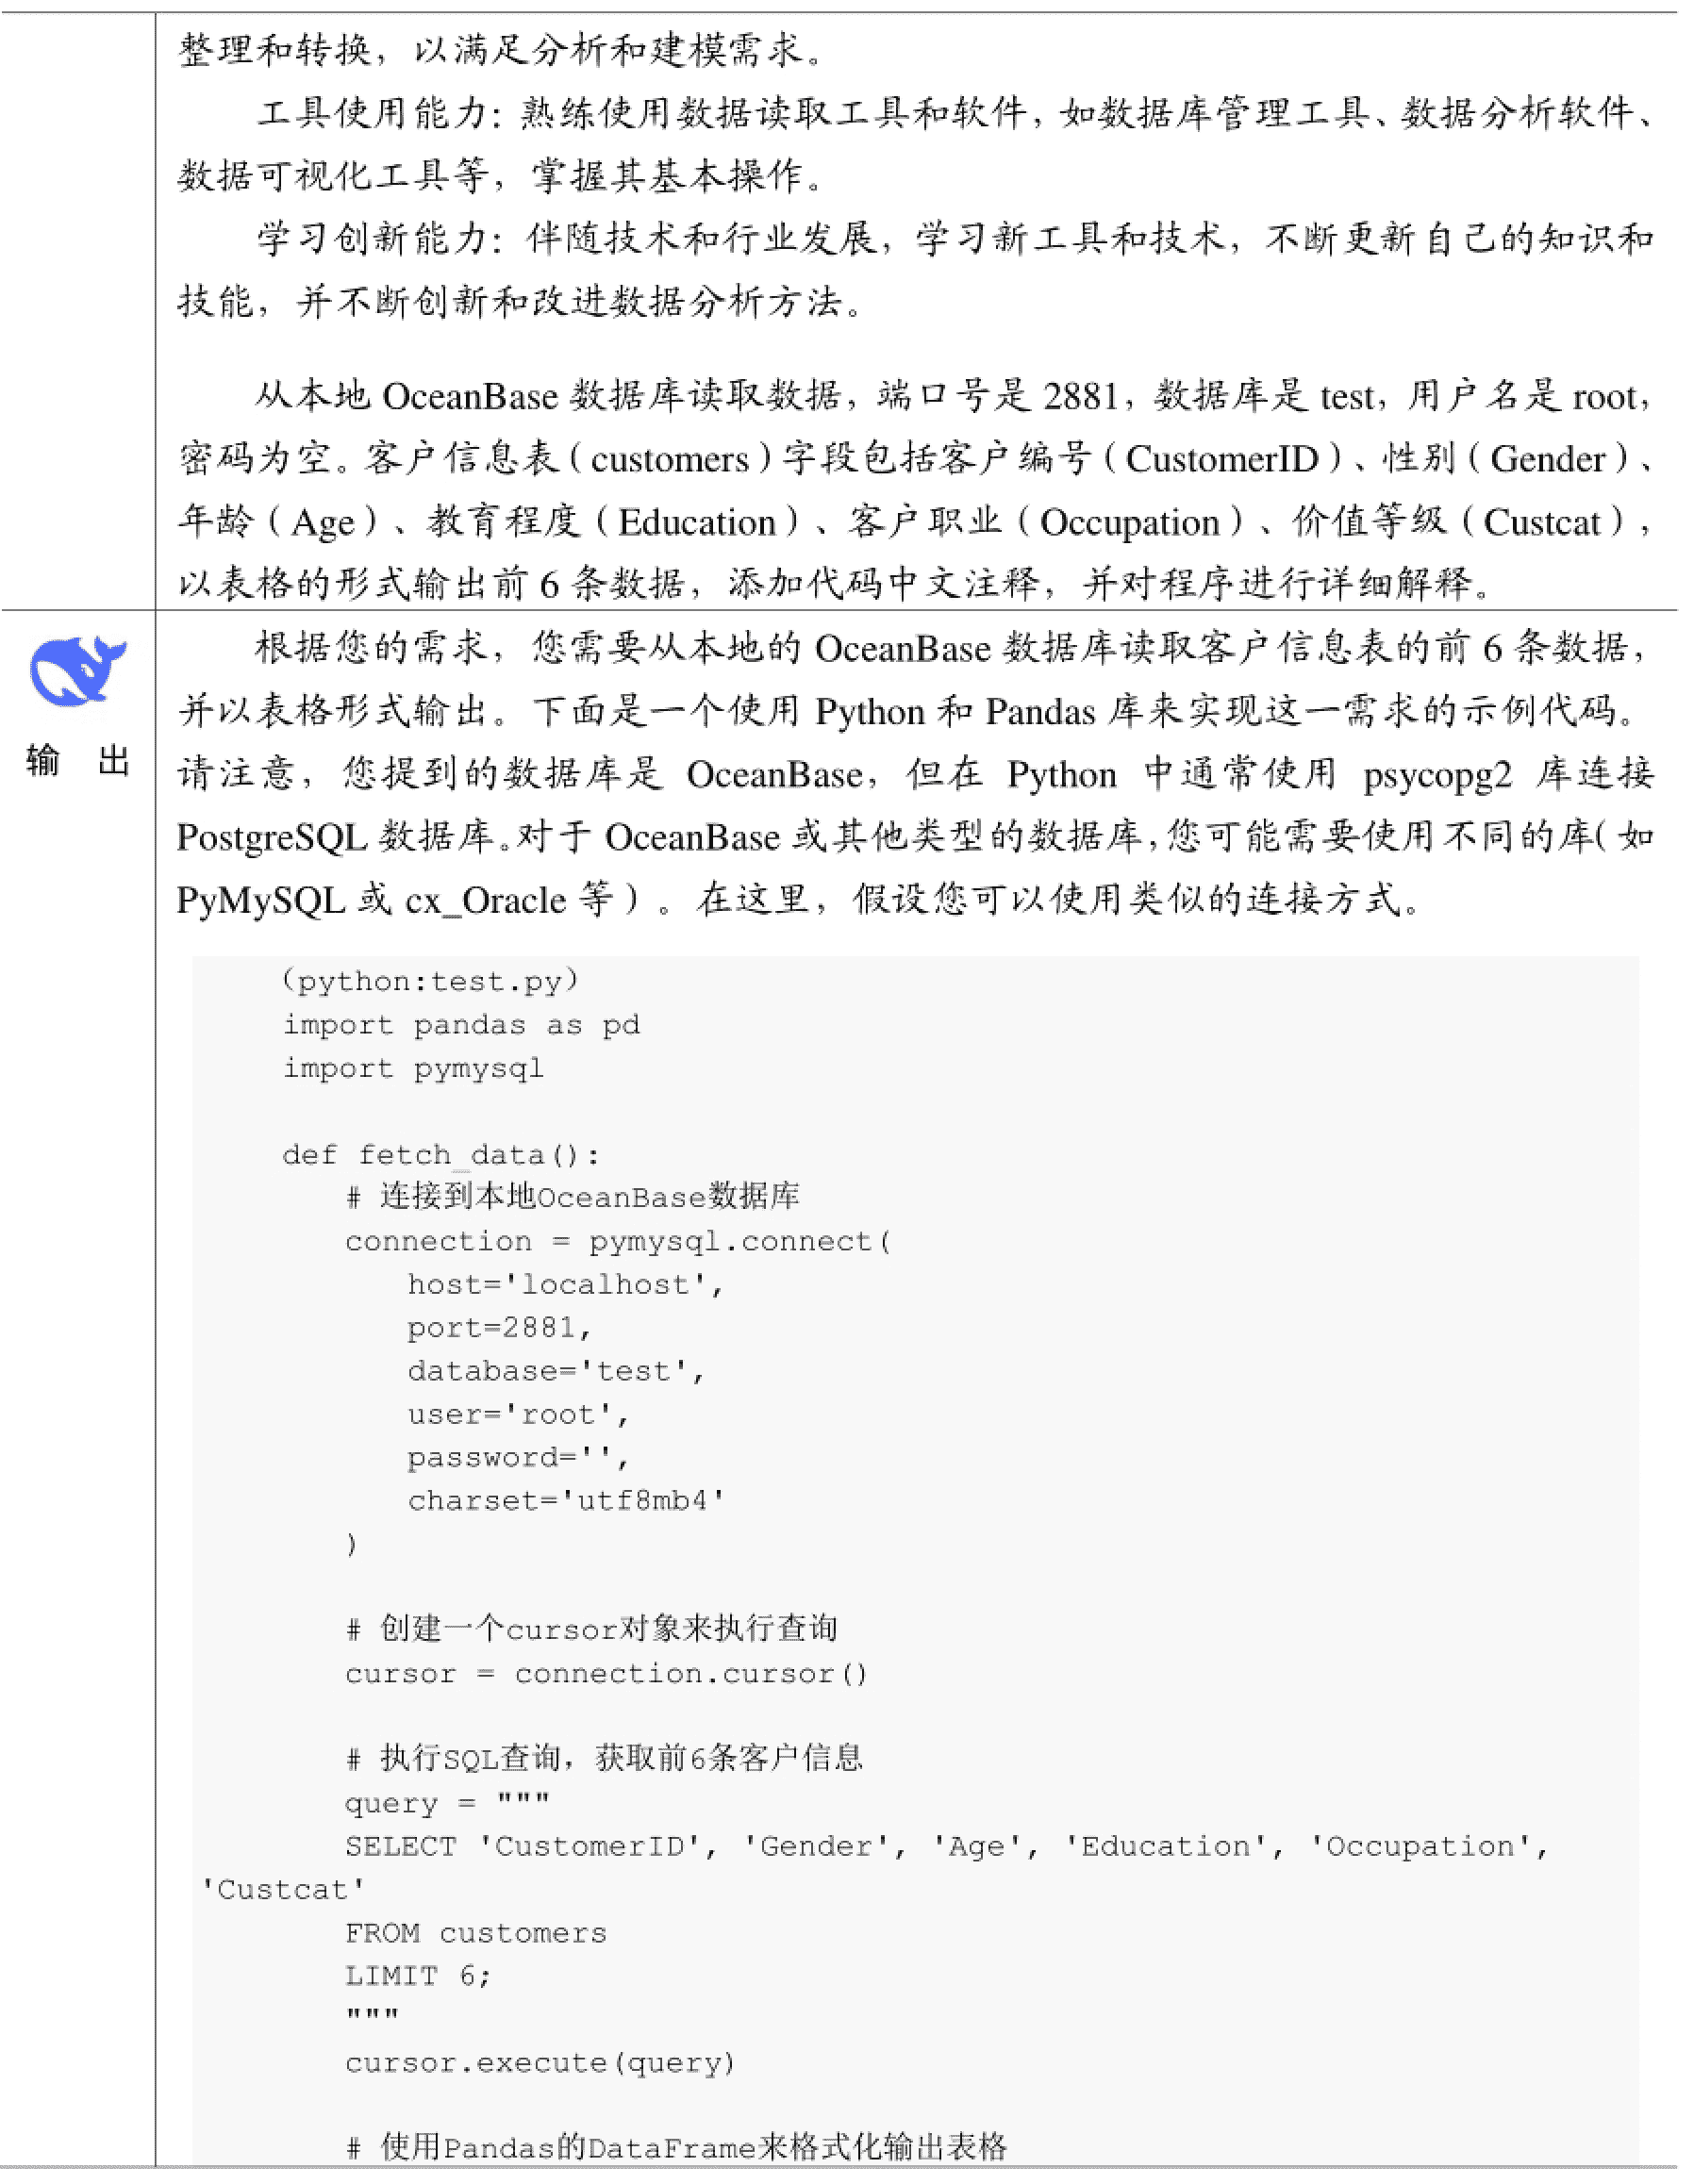 整理和转换，以满足分析和建模需求。
工具使用能力：熟练使用数据读取工具和软件，如数据库管理工具、数据分析软件、
数据可视化工具等，掌握其基本操作。
学习创新能力：伴随技术和行业发展，学习新工具和技术，不断更新自己的知识和
技能，并不断创新和改进数据分析方法。
从本地 OceanBase 数据库读取数据，端口号是 2881，数据库是 test，用户名是 root，
密码为空。客户信息表（customers）字段包括客户编号（CustomerID）、性别（Gender）、
年龄（Age）、教育程度（Education）、客户职业（Occupation）、价值等级（Custcat），
以表格的形式输出前 6 条数据，添加代码中文注释，并对程序进行详细解释。
输 出
根据您的需求，您需要从本地的 OceanBase 数据库读取客户信息表的前 6 条数据，
并以表格形式输出。下面是一个使用 Python 和 Pandas 库来实现这一需求的示例代码。
请注意，您提到的数据库是 OceanBase，但在 Python 中通常使用 psycopg2 库连接
PostgreSQL 数据库。对于 OceanBase 或其他类型的数据库，您可能需要使用不同的库（如
PyMySQL 或 cx_Oracle 等）。在这里，假设您可以使用类似的连接方式。
(python:test.py)
import pandas as pd
import pymysql
def fetch_data():
# 连接到本地OceanBase数据库
connection = pymysql.connect(
host='localhost',
port=2881,
database='test',
user='root',
password='',
charset='utf8mb4'
)
# 创建一个cursor对象来执行查询
cursor = connection.cursor()
# 执行SQL查询，获取前6条客户信息
query = """
SELECT 'CustomerID', 'Gender', 'Age', 'Education', 'Occupation',
'Custcat'
FROM customers
LIMIT 6;
"""
cursor.execute(query)
# 使用Pandas的DataFrame来格式化输出表格